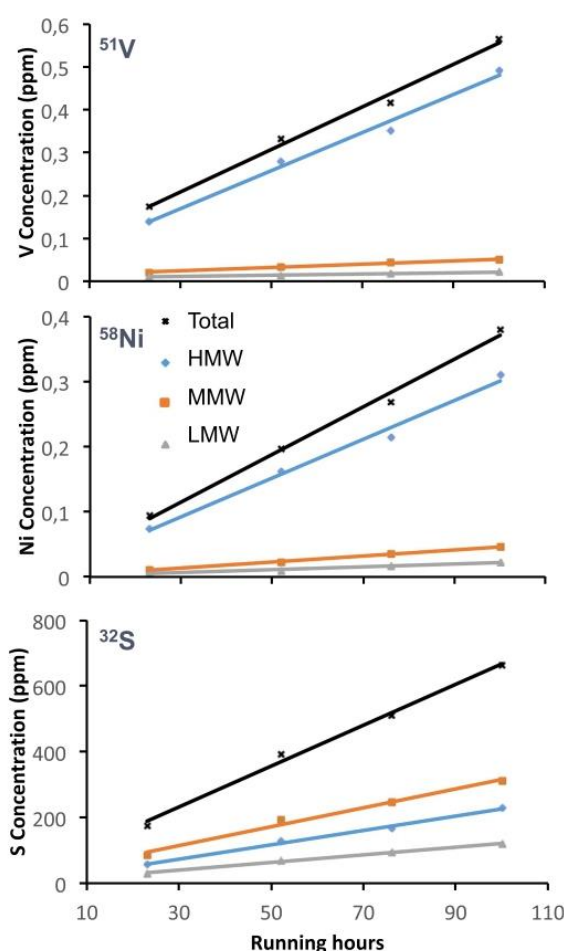 ⁵¹V
V Concentration (ppm)
0,6
0,5
0,4
0,3
0,2
0,1
0
⁵⁸Ni
Ni Concentration (ppm)
0,4
0,3
0,2
0,1
0
Total
HMW
MMW
LMW
³²S
S Concentration (ppm)
800
600
400
200
0
10 30 50 70 90 110
Running hours